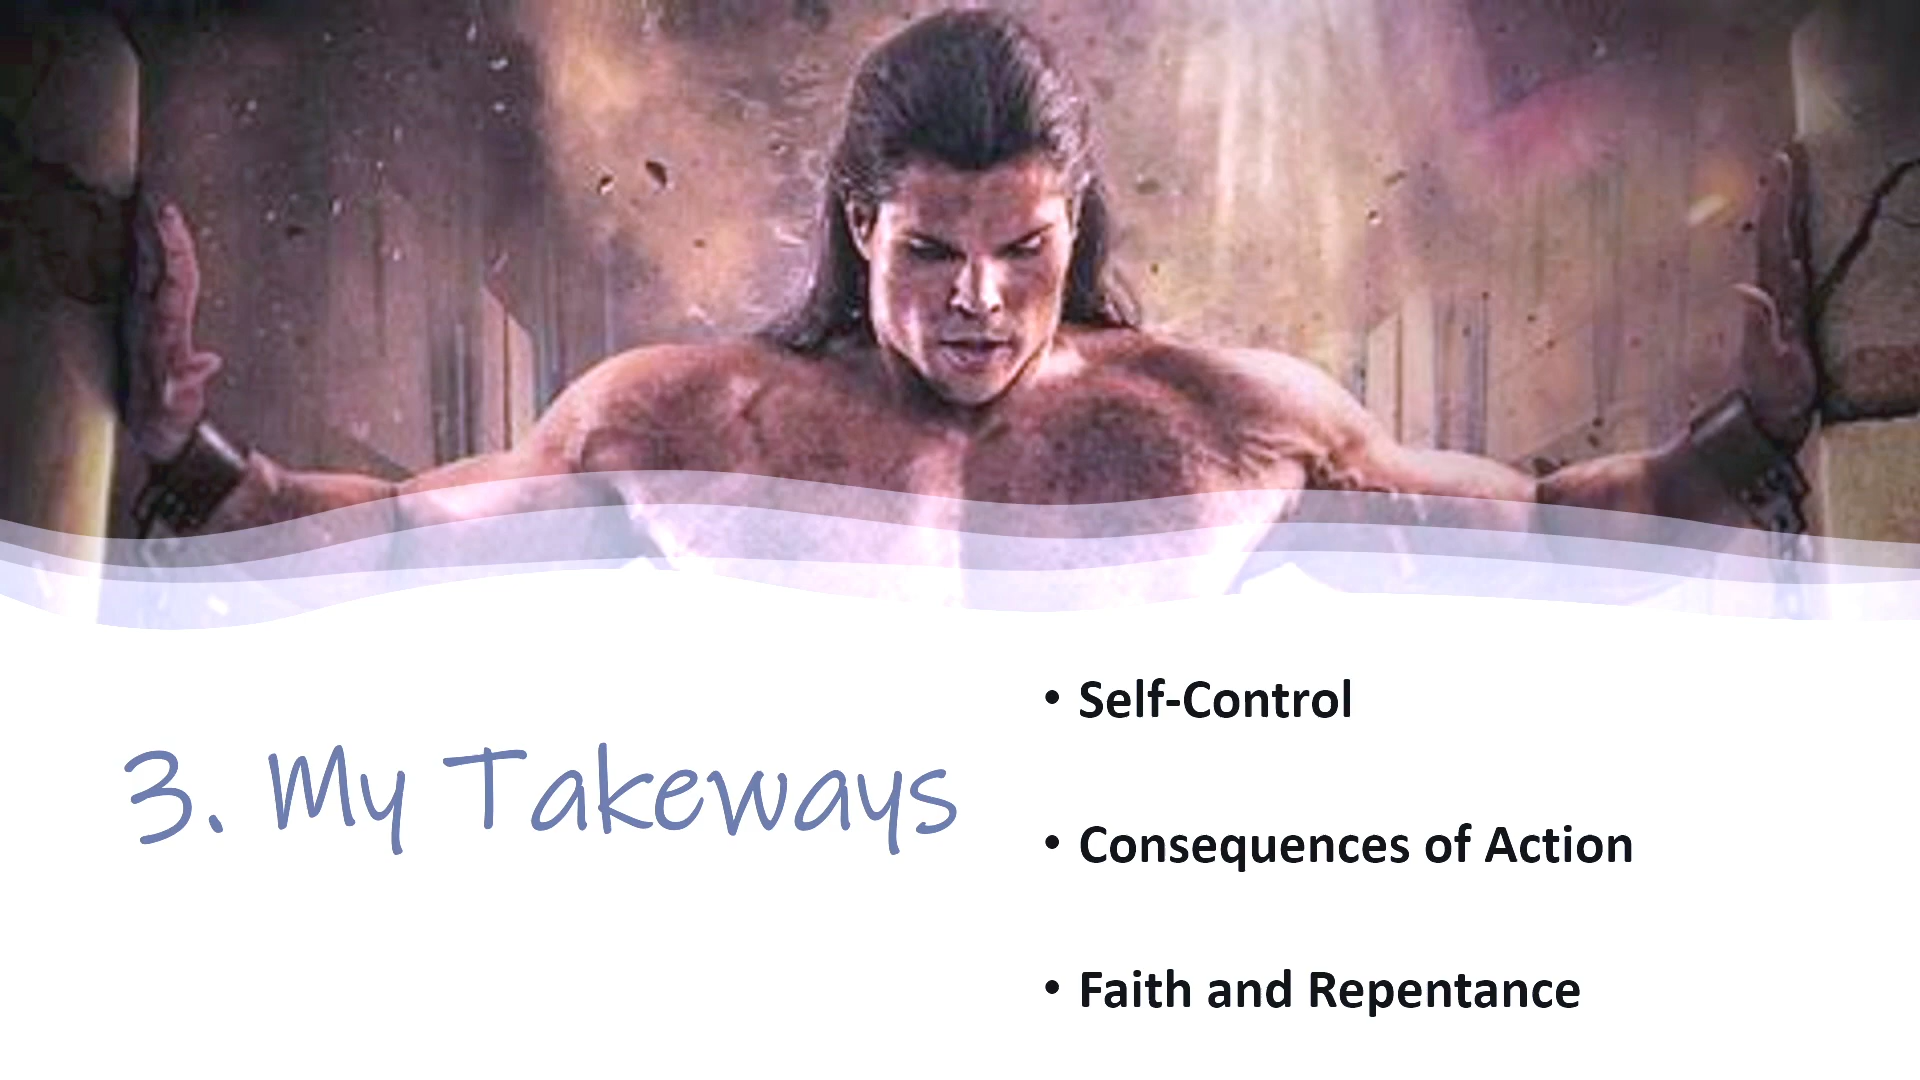 3. My Takeways
• Self-Control
• Consequences of Action
• Faith and Repentance